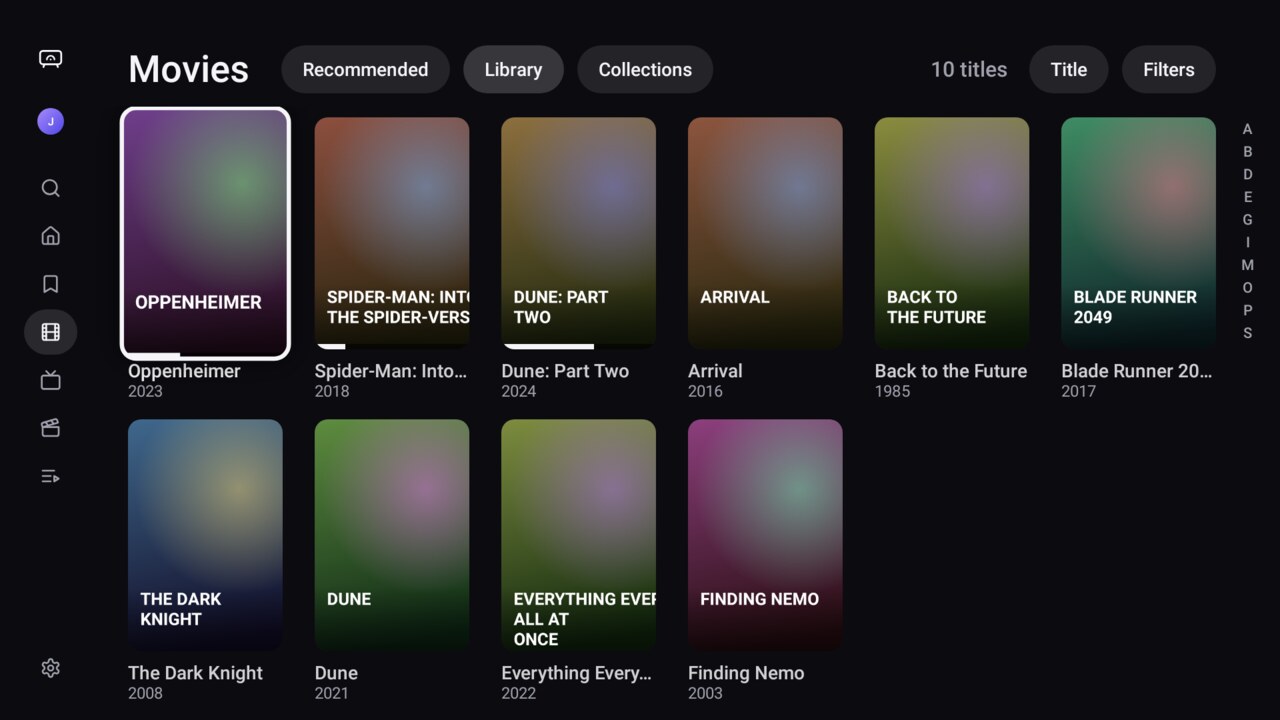 Movies
Recommended
Library
Collections
10 titles
Title
Filters
J
OPPENHEIMER
SPIDER-MAN: INTO
THE SPIDER-VERS
DUNE: PART
TWO
ARRIVAL
BACK TO
THE FUTURE
BLADE RUNNER
2049
Oppenheimer
2023
Spider-Man: Into...
2018
Dune: Part Two
2024
Arrival
2016
Back to the Future
1985
Blade Runner 20...
2017
A
B
D
E
G
I
M
O
P
S
THE DARK
KNIGHT
DUNE
EVERYTHING EVER
ALL AT
ONCE
FINDING NEMO
The Dark Knight
2008
Dune
2021
Everything Every...
2022
Finding Nemo
2003